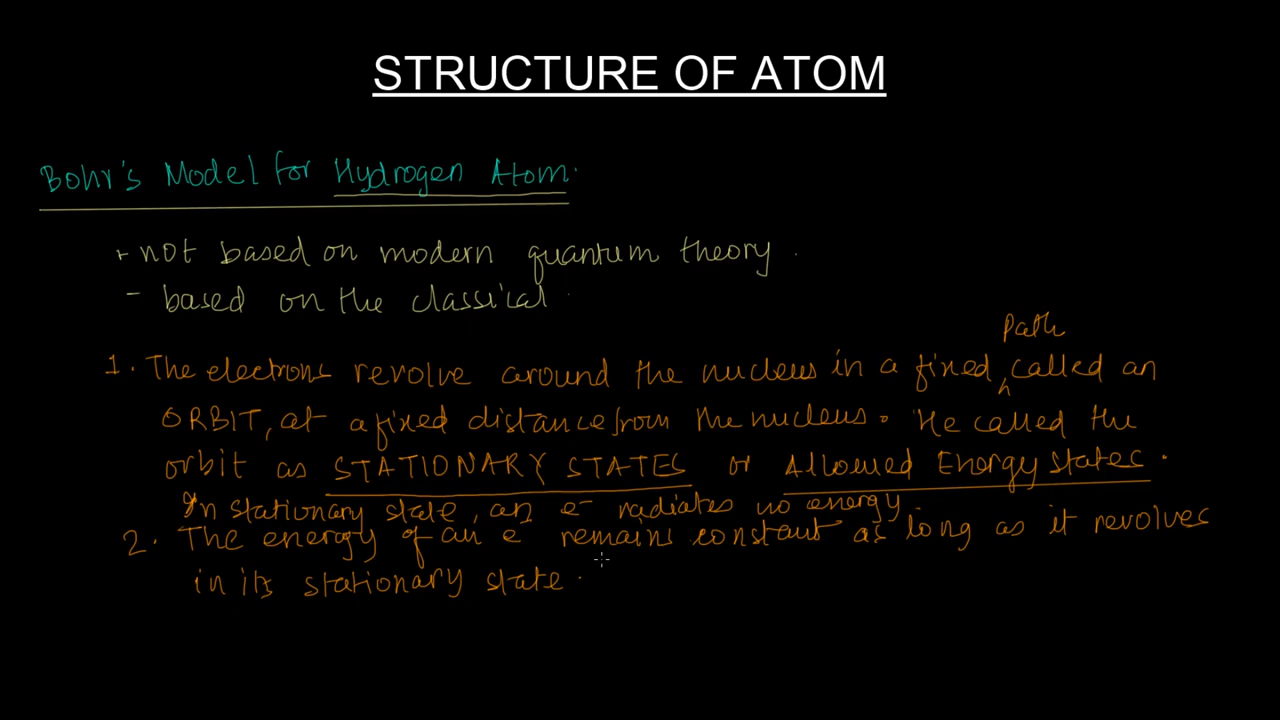 STRUCTURE OF ATOM
Bohr's Model for Hydrogen Atom.
- not based on modern quantum theory.
- based on the classical.
Path
1. The electrons revolve around the nucleus in a fixed, called an
ORBIT, at a fixed distance from the nucleus. He called the
orbit as STATIONARY STATES or Allowed Energy states.
In stationary state, an e⁻ radiates no energy
2. The energy of an e⁻ remains constant as long as it revolves
in its stationary state.